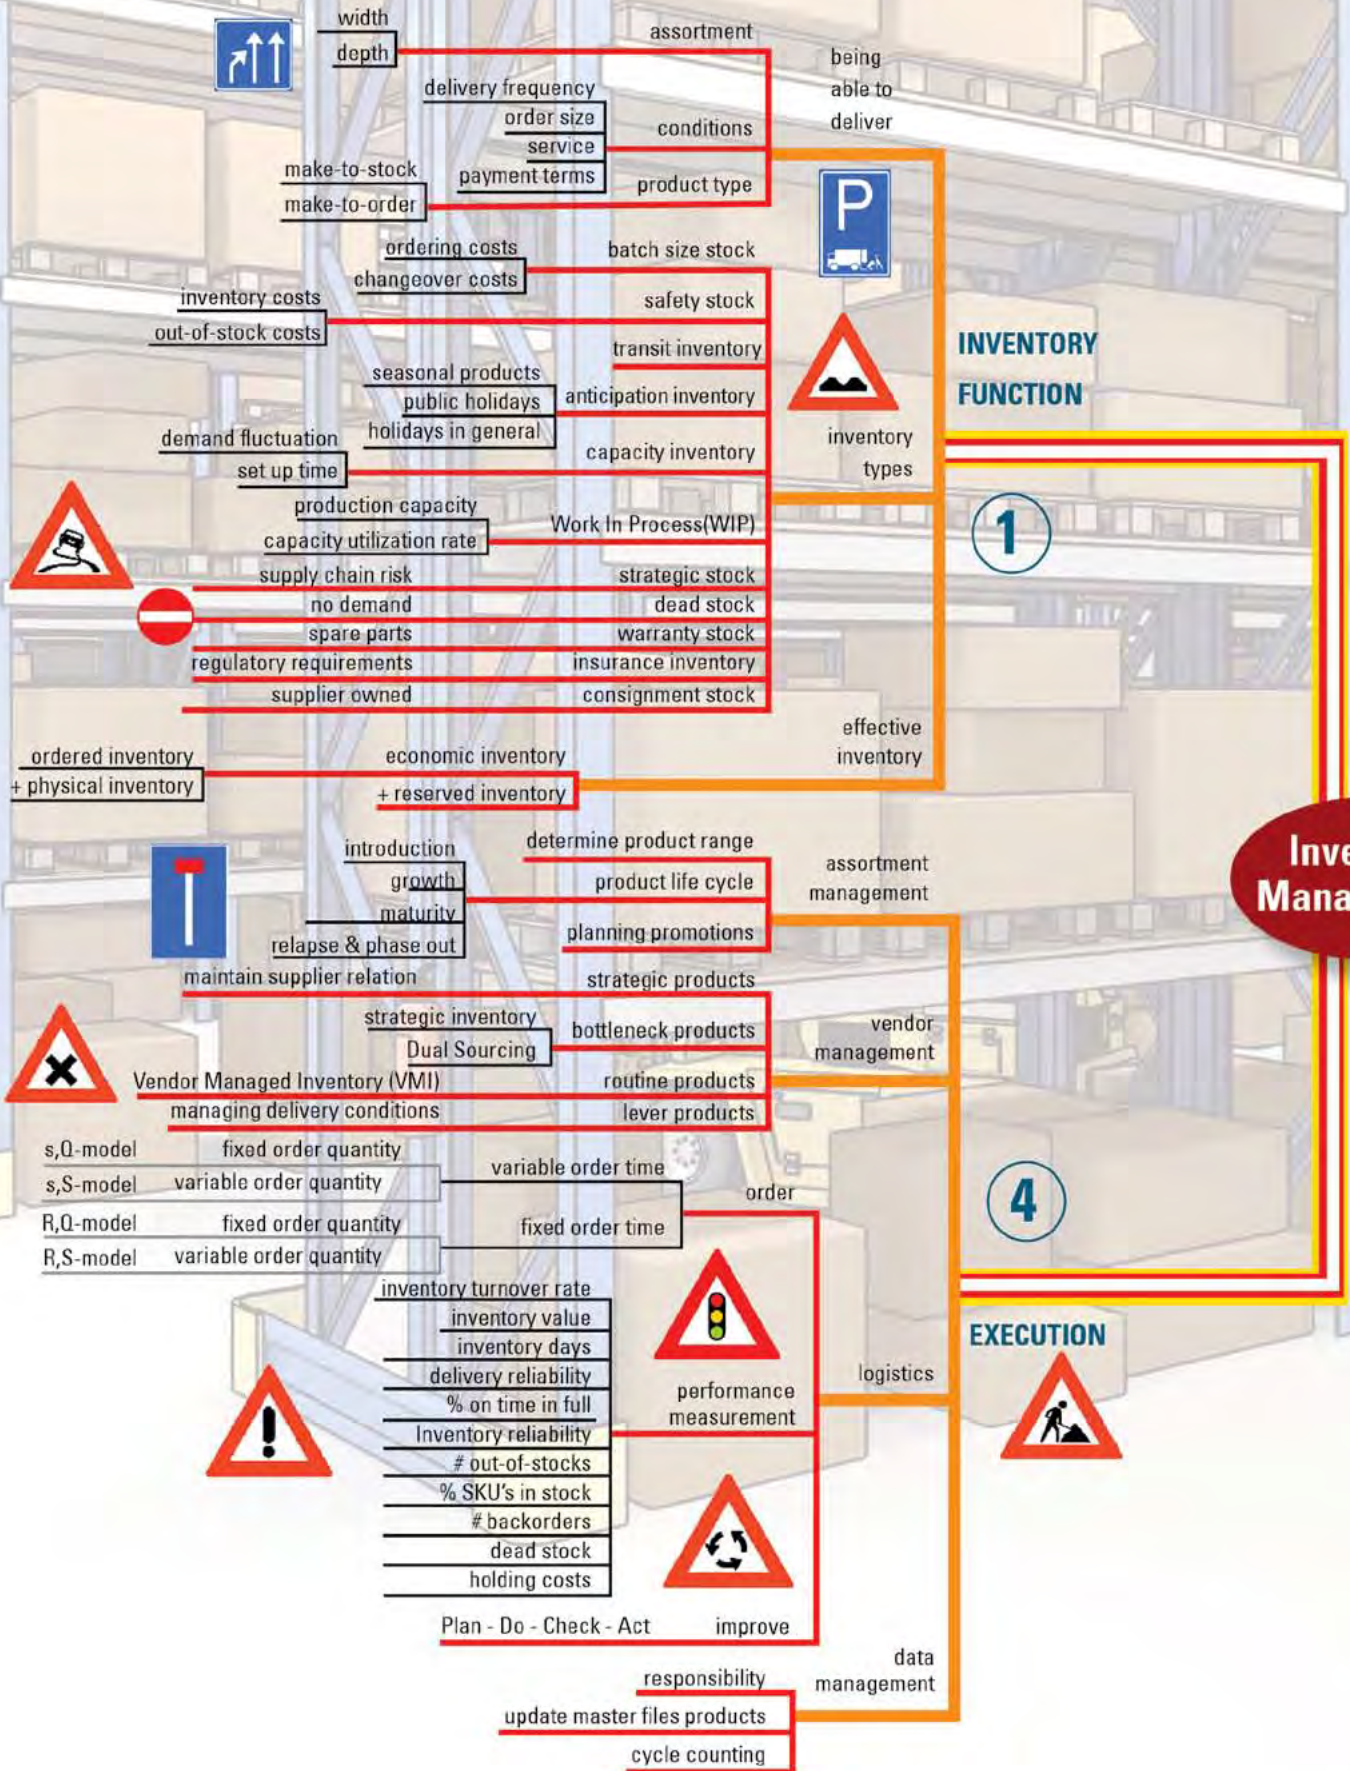 width
depth
assortment
being
able to
deliver
delivery frequency
order size
service
payment terms
conditions
make-to-stock
make-to-order
product type
P
ordering costs
changeover costs
batch size stock
inventory costs
out-of-stock costs
safety stock
transit inventory
seasonal products
public holidays
holidays in general
anticipation inventory
INVENTORY
FUNCTION
demand fluctuation
set up time
capacity inventory
inventory
types
production capacity
capacity utilization rate
Work In Process(WIP)
1
supply chain risk strategic stock
no demand dead stock
spare parts warranty stock
regulatory requirements insurance inventory
supplier owned consignment stock
effective
inventory
ordered inventory
+ physical inventory
economic inventory
+ reserved inventory
determine product range
introduction
growth
maturity
relapse & phase out
product life cycle
planning promotions
assortment
management
Inve
Mana
maintain supplier relation strategic products
strategic inventory
Dual Sourcing
bottleneck products
vendor
management
Vendor Managed Inventory (VMI) routine products
managing delivery conditions lever products
s,Q-model fixed order quantity
s,S-model variable order quantity
variable order time
R,Q-model fixed order quantity
R,S-model variable order quantity
fixed order time
order
4
EXECUTION
inventory turnover rate
inventory value
inventory days
delivery reliability
% on time in full
Inventory reliability
# out-of-stocks
% SKU's in stock
# backorders
dead stock
holding costs
performance
measurement
logistics
Plan - Do - Check - Act improve
data
management
responsibility
update master files products
cycle counting